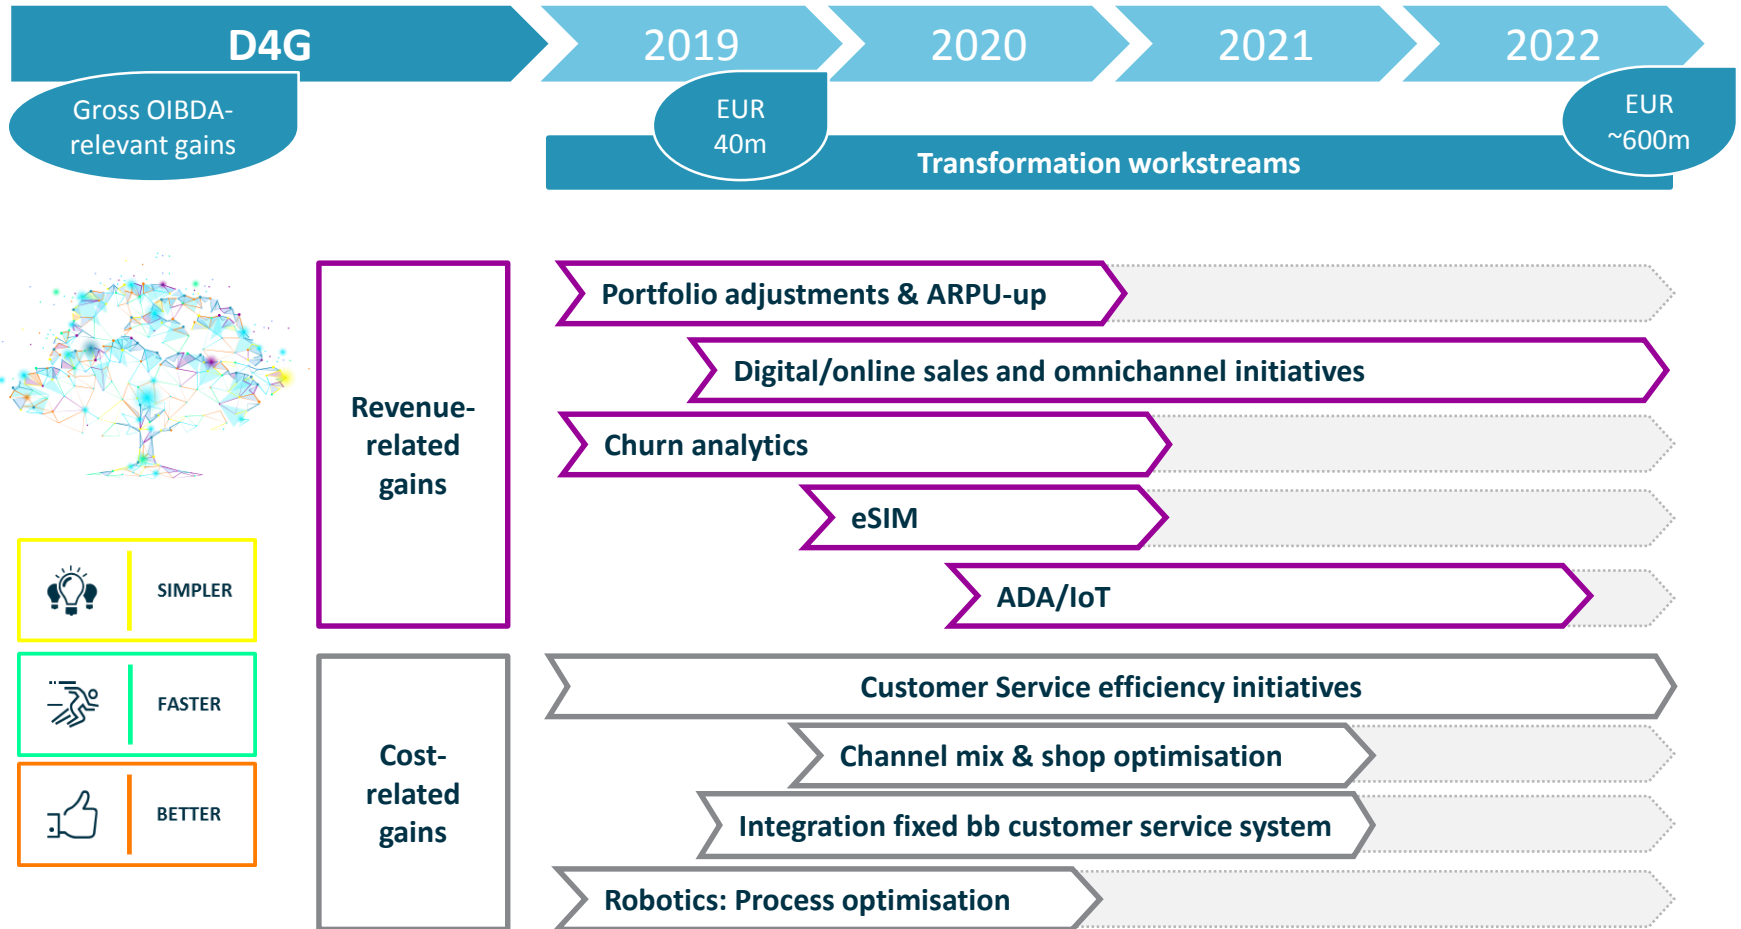 D4G
2019
2020
2021
2022
Gross OIBDA-
relevant gains
EUR
40m
EUR
~600m
Transformation workstreams
Revenue-
related
gains
Portfolio adjustments & ARPU-up
Digital/online sales and omnichannel initiatives
Churn analytics
eSIM
ADA/IoT
SIMPLER
FASTER
BETTER
Cost-
related
gains
Customer Service efficiency initiatives
Channel mix & shop optimisation
Integration fixed bb customer service system
Robotics: Process optimisation